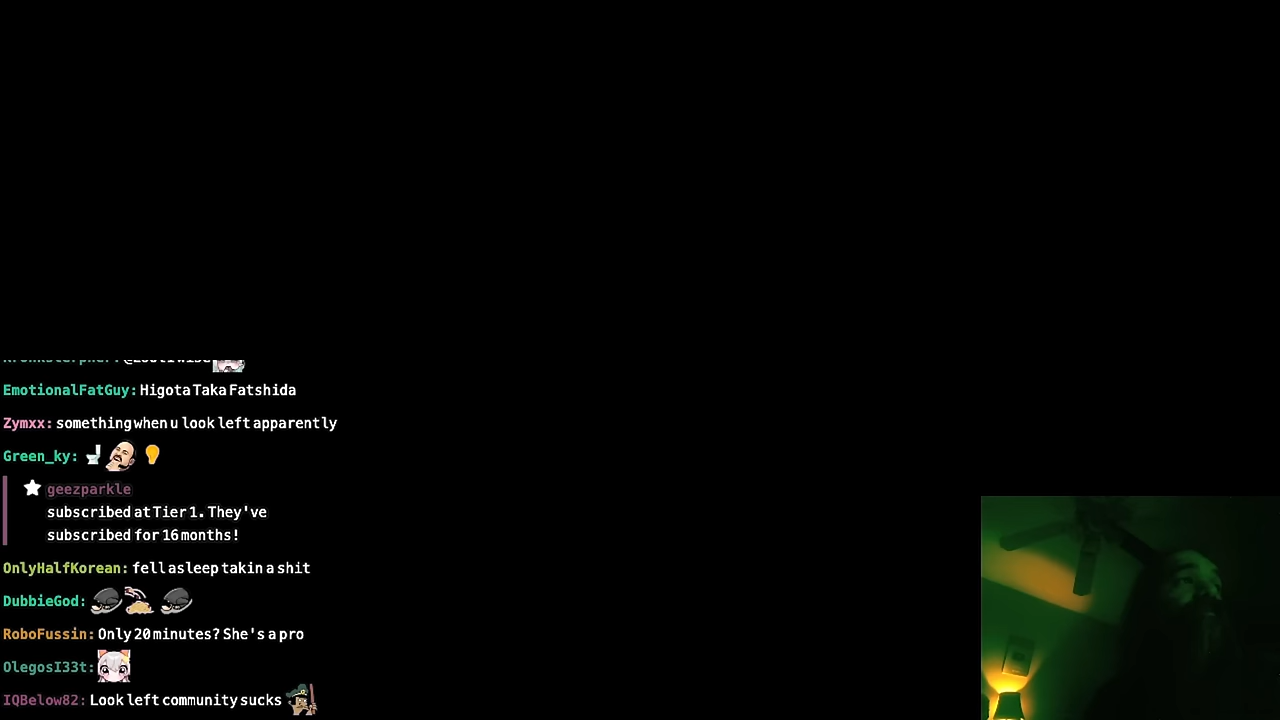 EmotionalFatGuy: Higota Taka Fatshida
Zymxx: something when u look left apparently
Green_ky:
geezparkle
subscribed at Tier 1. They've
subscribed for 16 months!
OnlyHalfKorean: fell asleep takin a shit
DubbieGod:
RoboFussin: Only 20 minutes? She's a pro
OlegosI33t:
IQBelow82: Look left community sucks